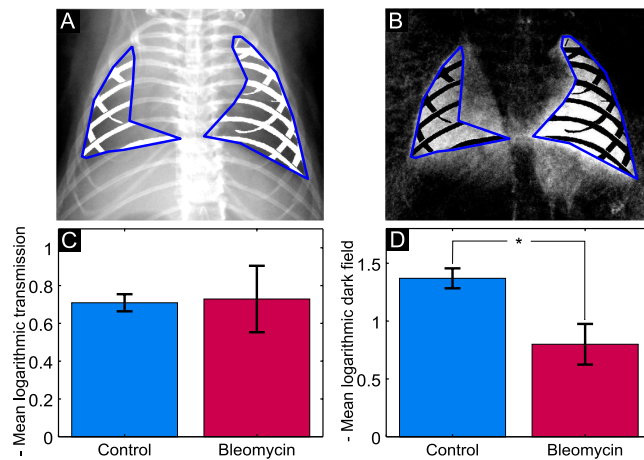 A
B
C
- Mean logarithmic transmission
1
0.8
0.6
0.4
0.2
0
Control
Bleomycin
D
- Mean logarithmic dark field
1.5
1
0.5
0
*
Control
Bleomycin